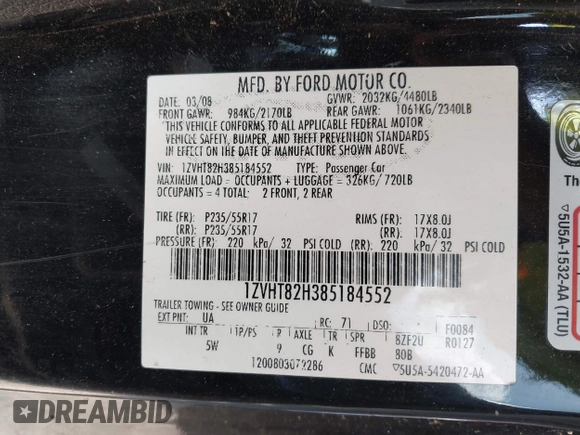 MFD. BY FORD MOTOR CO.
DATE: 03/08 GVWR: 2032KG/4480LB
FRONT GAWR: 984KG/2170LB REAR GAWR: 1061KG/2340LB
"THIS VEHICLE CONFORMS TO ALL APPLICABLE FEDERAL MOTOR
VEHICLE SAFETY, BUMPER, AND THEFT PREVENTION STANDARDS
IN EFFECT ON THE DATE OF MANUFACTURE SHOWN ABOVE."
VIN: 1ZVHT82H385184552 TYPE: Passenger Car
MAXIMUM LOAD = OCCUPANTS + LUGGAGE = 326KG/ 720LB
OCCUPANTS = 4 TOTAL: 2 FRONT, 2 REAR
TIRE (FR): P235/55R17 RIMS (FR): 17X8.0J
(RR): P235/55R17 (RR): 17X8.0J
PRESSURE (FR): 220 kPa/ 32 PSI COLD (RR): 220 kPa/ 32 PSI COLD
1ZVHT82H385184552
TRAILER TOWING - SEE OWNER GUIDE
EXT PNT: UA RC: 71 DSO: F0084
INT TR TP/PS R AXLE TR SPR BZF2U R0127
5W 9 CG K FFBB 80B
CMC ▽5U5A-5420472-AA
▽5U5A-1532-AA (TLU)
The
DREAMBID